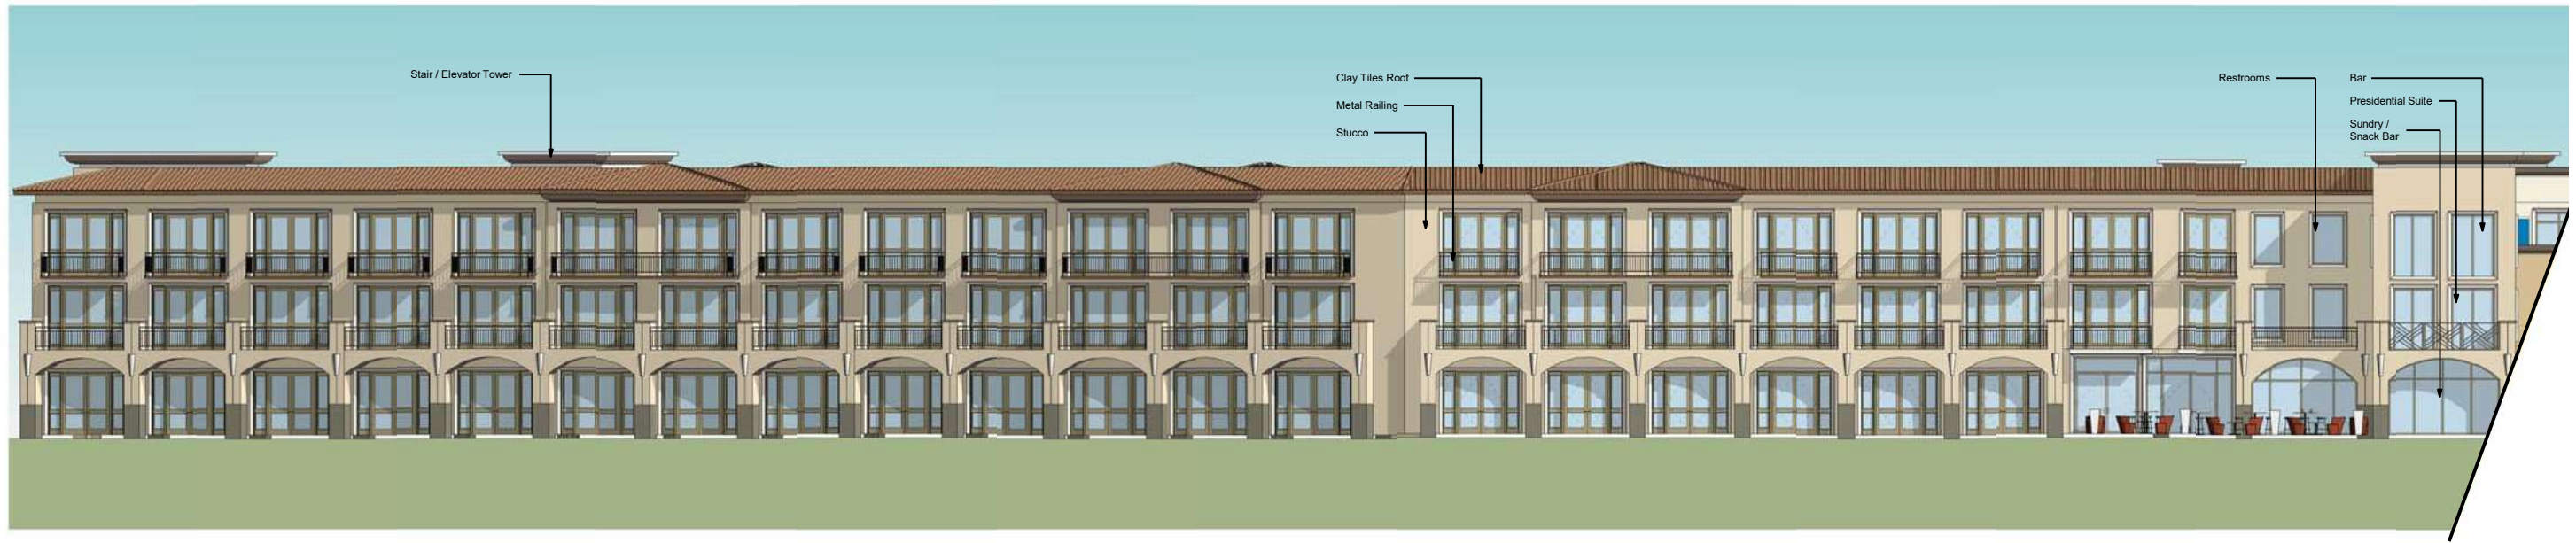 Stair / Elevator Tower
Clay Tiles Roof
Metal Railing
Stucco
Restrooms
Bar
Presidential Suite
Sundry /
Snack Bar